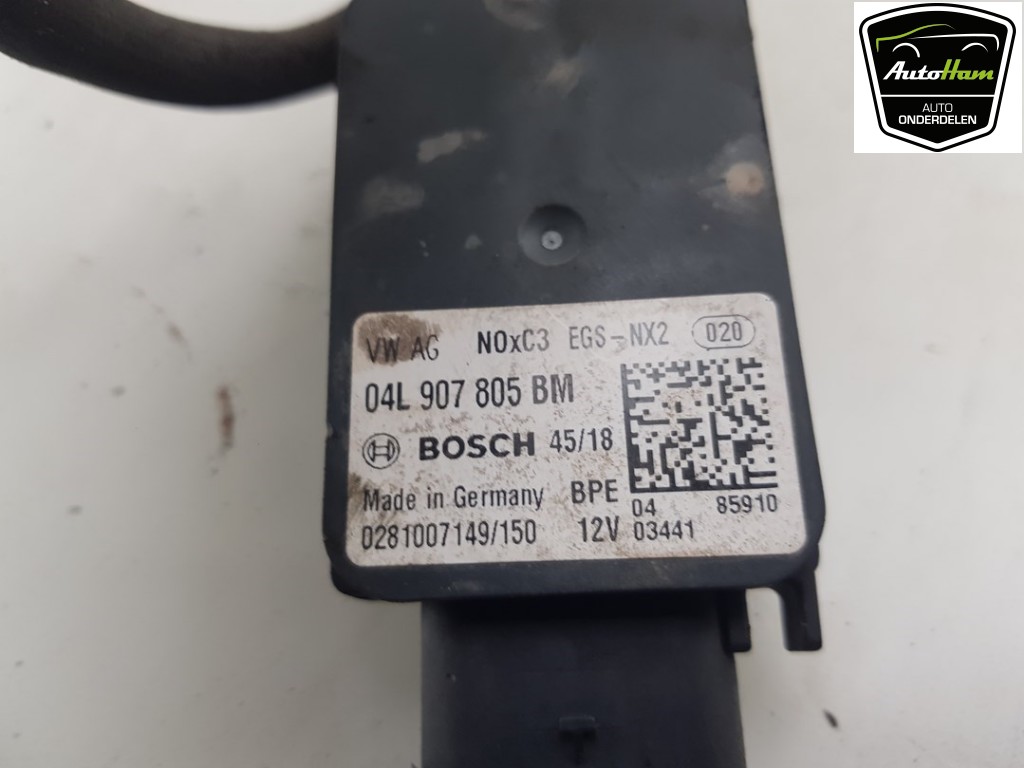 AutoHam
AUTO
ONDERDELEN
VW AG NOxC3 EGS-NX2 020
04L 907 805 BM
BOSCH 45/18
Made in Germany BPE 04 85910
0281007149/150 12V 03441